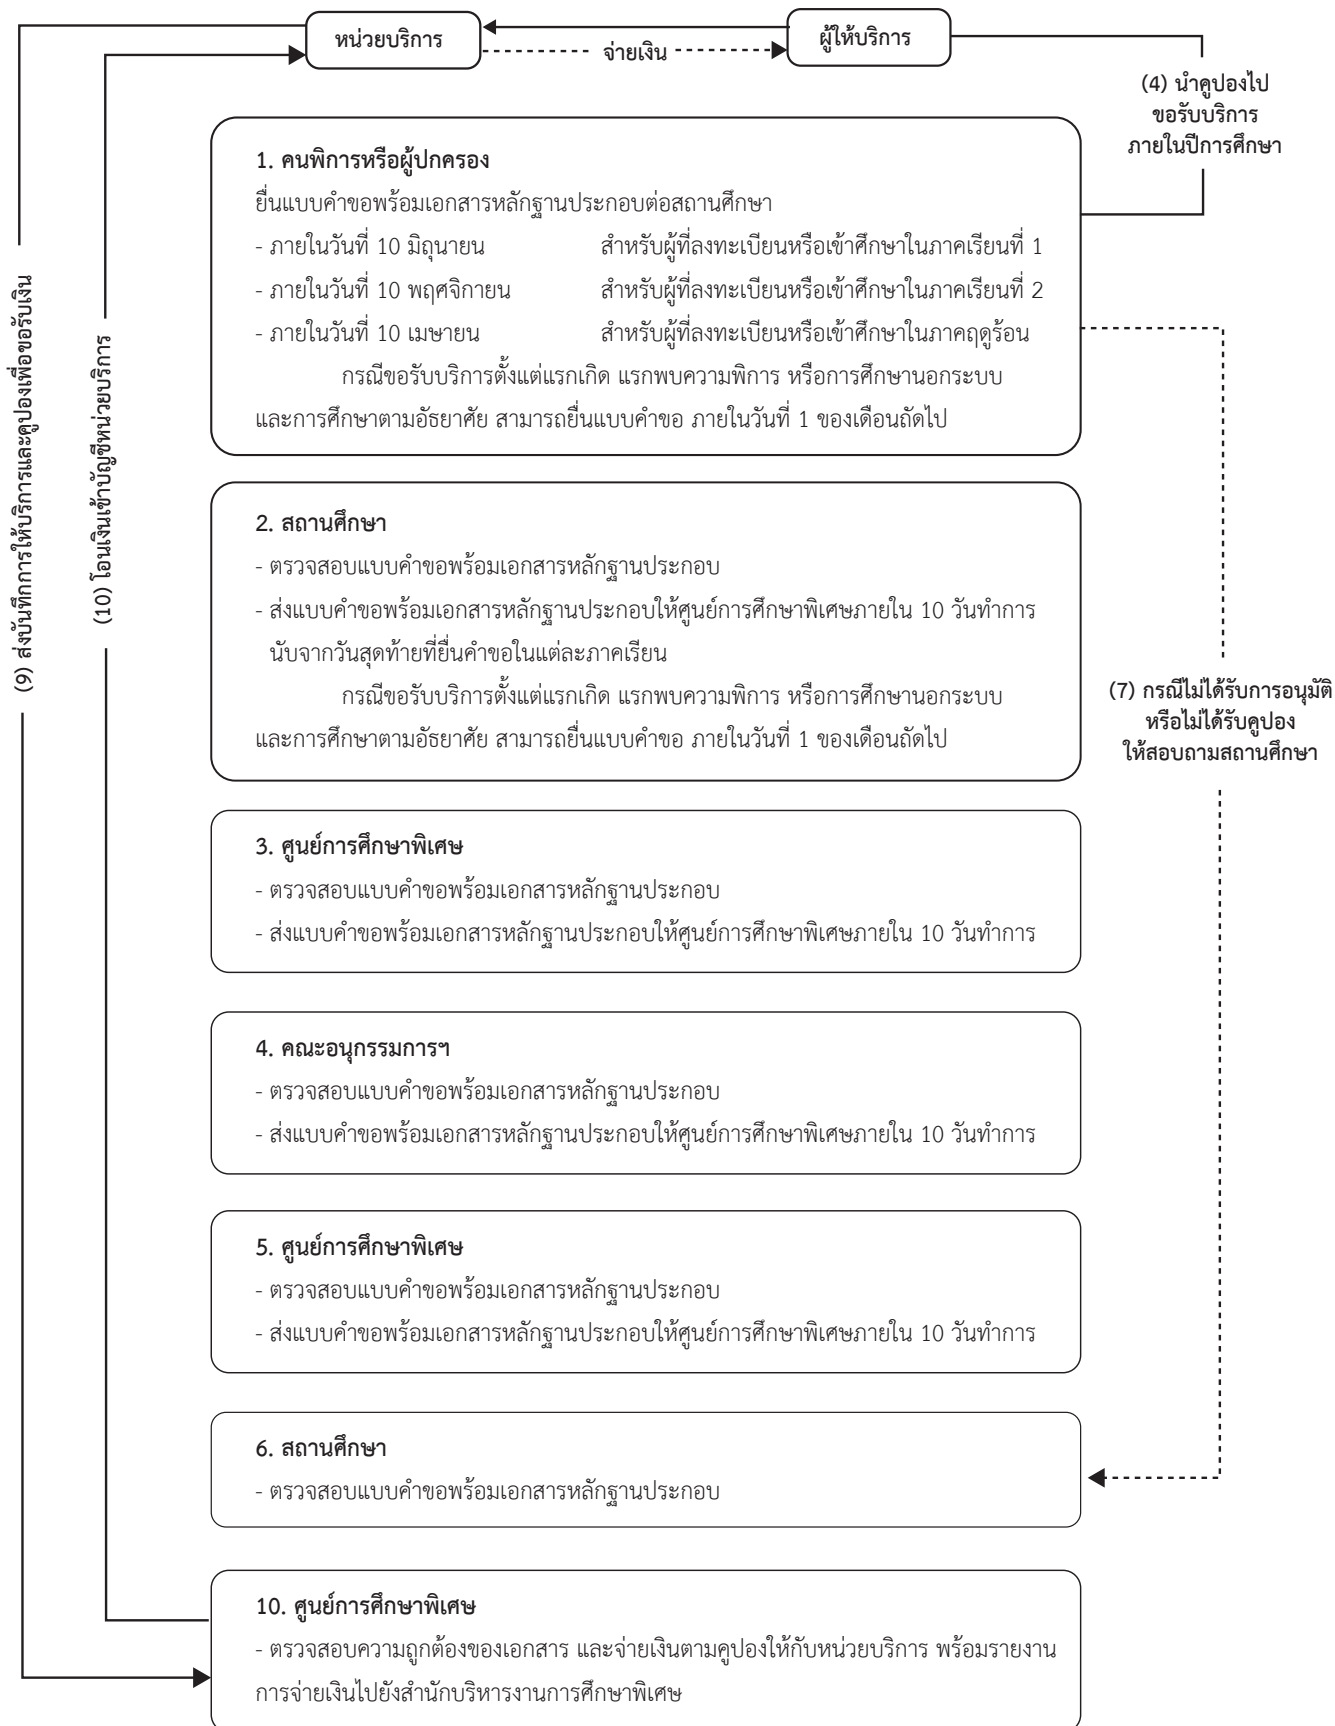 หน่วยบริการ
จ่ายเงิน
ผู้ให้บริการ
(4) นำคูปองไป
ขอรับบริการ
ภายในปีการศึกษา
1. คนพิการหรือผู้ปกครอง
ยื่นแบบคำขอพร้อมเอกสารหลักฐานประกอบต่อสถานศึกษา
- ภายในวันที่ 10 มิถุนายน สำหรับผู้ที่ลงทะเบียนหรือเข้าศึกษาในภาคเรียนที่ 1
- ภายในวันที่ 10 พฤศจิกายน สำหรับผู้ที่ลงทะเบียนหรือเข้าศึกษาในภาคเรียนที่ 2
- ภายในวันที่ 10 เมษายน สำหรับผู้ที่ลงทะเบียนหรือเข้าศึกษาในภาคฤดูร้อน
กรณีขอรับบริการตั้งแต่แรกเกิด แรกพบความพิการ หรือการศึกษานอกระบบ
และการศึกษาตามอัธยาศัย สามารถยื่นแบบคำขอ ภายในวันที่ 1 ของเดือนถัดไป
(9) ส่งบันทึกการให้บริการและคูปองเพื่อขอรับเงิน
(10) โอนเงินเข้าบัญชีหน่วยบริการ
2. สถานศึกษา
- ตรวจสอบแบบคำขอพร้อมเอกสารหลักฐานประกอบ
- ส่งแบบคำขอพร้อมเอกสารหลักฐานประกอบให้ศูนย์การศึกษาพิเศษภายใน 10 วันทำการ
นับจากวันสุดท้ายที่ยื่นคำขอในแต่ละภาคเรียน
กรณีขอรับบริการตั้งแต่แรกเกิด แรกพบความพิการ หรือการศึกษานอกระบบ
และการศึกษาตามอัธยาศัย สามารถยื่นแบบคำขอ ภายในวันที่ 1 ของเดือนถัดไป
(7) กรณีไม่ได้รับการอนุมัติ
หรือไม่ได้รับคูปอง
ให้สอบถามสถานศึกษา
3. ศูนย์การศึกษาพิเศษ
- ตรวจสอบแบบคำขอพร้อมเอกสารหลักฐานประกอบ
- ส่งแบบคำขอพร้อมเอกสารหลักฐานประกอบให้ศูนย์การศึกษาพิเศษภายใน 10 วันทำการ
4. คณะอนุกรรมการฯ
- ตรวจสอบแบบคำขอพร้อมเอกสารหลักฐานประกอบ
- ส่งแบบคำขอพร้อมเอกสารหลักฐานประกอบให้ศูนย์การศึกษาพิเศษภายใน 10 วันทำการ
5. ศูนย์การศึกษาพิเศษ
- ตรวจสอบแบบคำขอพร้อมเอกสารหลักฐานประกอบ
- ส่งแบบคำขอพร้อมเอกสารหลักฐานประกอบให้ศูนย์การศึกษาพิเศษภายใน 10 วันทำการ
6. สถานศึกษา
- ตรวจสอบแบบคำขอพร้อมเอกสารหลักฐานประกอบ
10. ศูนย์การศึกษาพิเศษ
- ตรวจสอบความถูกต้องของเอกสาร และจ่ายเงินตามคูปองให้กับหน่วยบริการ พร้อมรายงาน
การจ่ายเงินไปยังสำนักบริหารงานการศึกษาพิเศษ